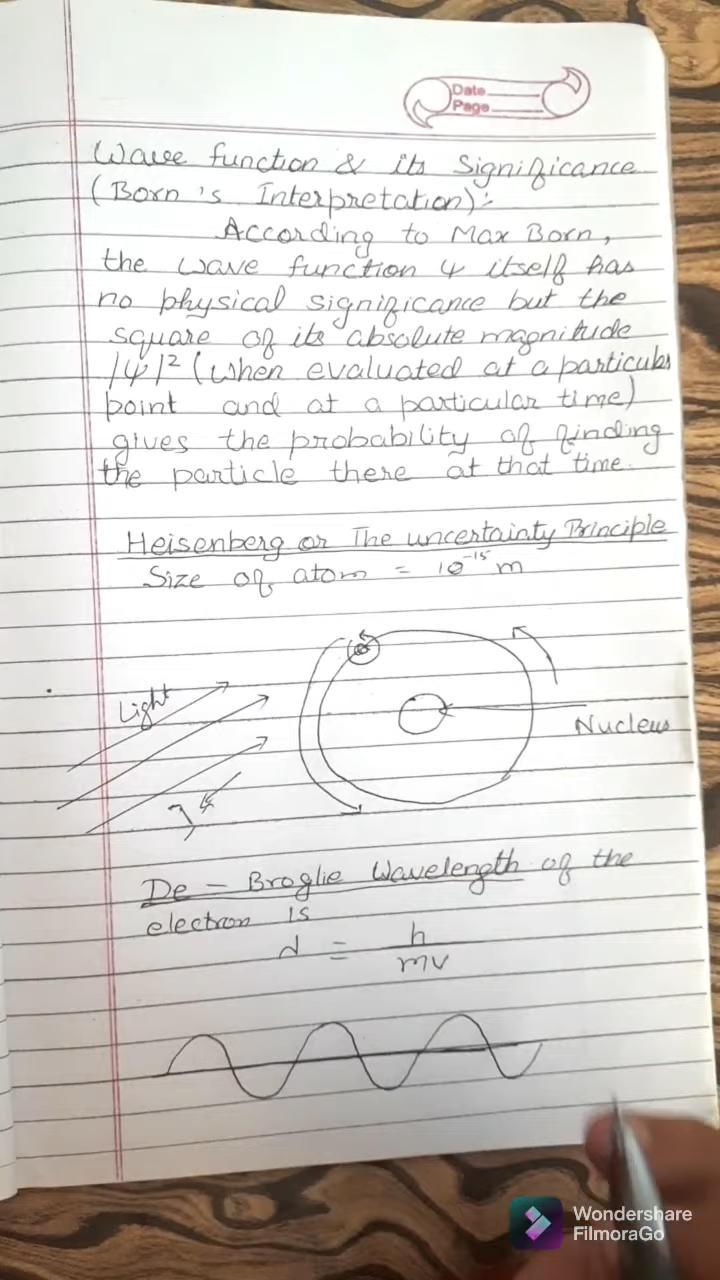 Date
Page
Wave function & its Significance
(Born's Interpretation):-
According to Max Born,
the wave function ψ itself has
no physical significance but the
square of its absolute magnitude
|ψ|² (when evaluated at a particular
point and at a particular time)
gives the probability of finding
the particle there at that time.
Heisenberg or The uncertainty Principle
Size of atom = 10⁻¹⁵ m
Light
Nucleus
De - Broglie Wavelength of the
electron is
λ = h/mv
Wondershare
FilmoraGo